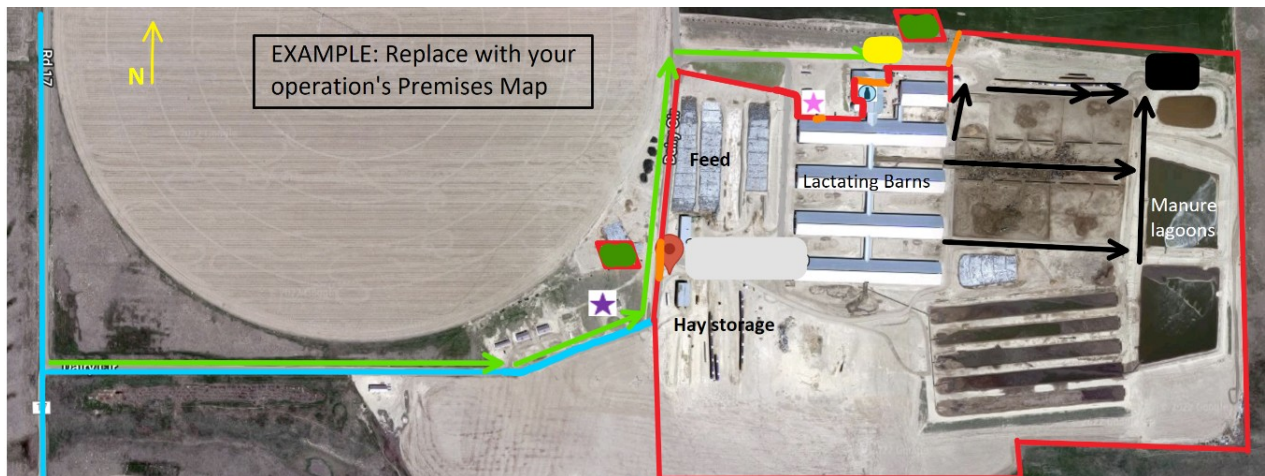 EXAMPLE: Replace with your
operation's Premises Map
N
Rd 17
Feed
Lactating Barns
Manure
lagoons
Hay storage